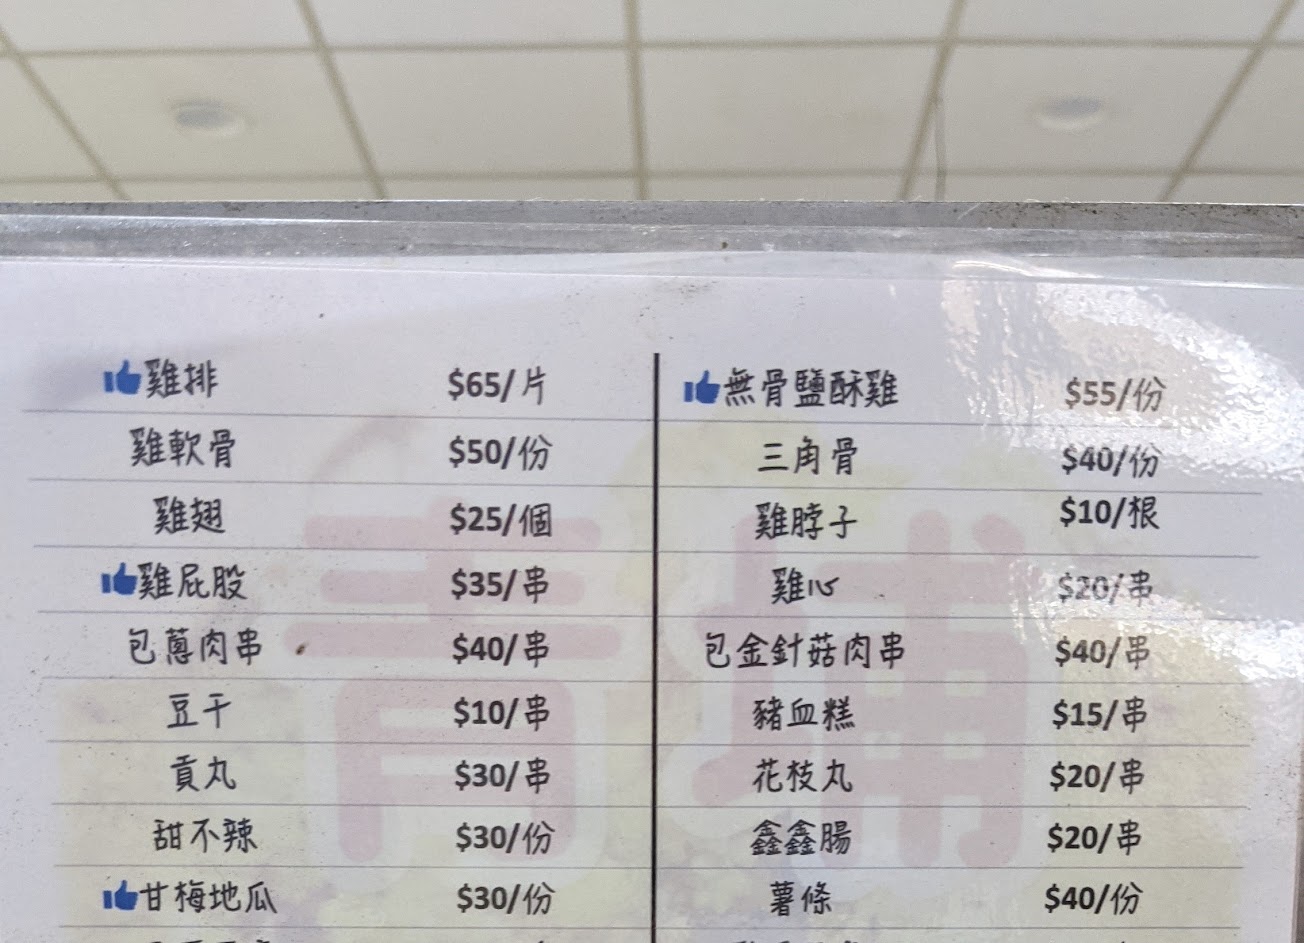 雞排 $65/片
雞軟骨 $50/份
雞翅 $25/個
雞屁股 $35/串
包蔥肉串 $40/串
豆干 $10/串
貢丸 $30/串
甜不辣 $30/份
甘梅地瓜 $30/份
無骨鹽酥雞 $55/份
三角骨 $40/份
雞脖子 $10/根
雞心 $20/串
包金針菇肉串 $40/串
豬血糕 $15/串
花枝丸 $20/串
鑫鑫腸 $20/串
薯條 $40/份